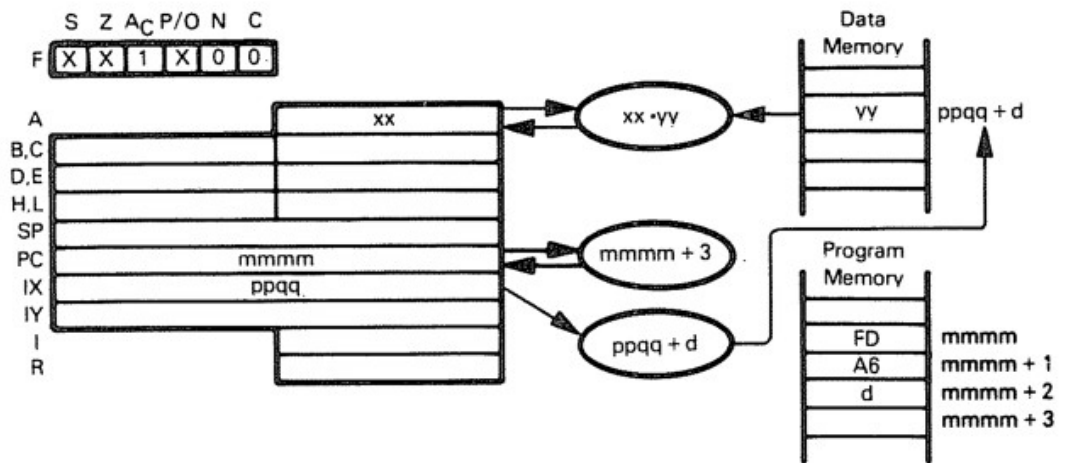 S Z AC P/O N C
F X X 1 X 0 0
Data
Memory
A xx
xx • yy
yy ppqq + d
B,C
D,E
H,L
SP
PC mmmm
mmmm + 3
Program
Memory
IX ppqq
IY
ppqq + d
I
R
FD mmmm
A6 mmmm + 1
d mmmm + 2
mmmm + 3